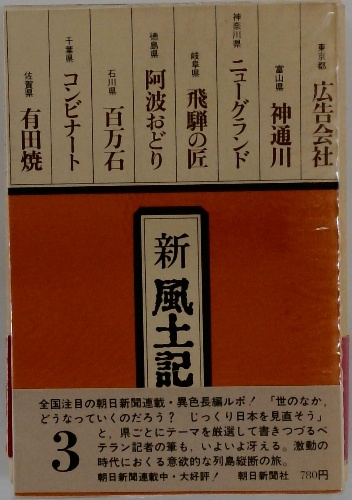 東京都 広告会社
富山県 神通川
神奈川県 ニューグランド
岐阜県 飛騨の匠
徳島県 阿波おどり
石川県 百万石
千葉県 コンビナート
佐賀県 有田焼
新風土記
3
全国注目の朝日新聞連載・異色長編ルポ! 「世のなか、
どうなっていくのだろう? じっくり日本を見直そう」
と、県ごとにテーマを厳選して書きつづるベ
テラン記者の筆も、いよいよ冴える。激動の
時代におくる意欲的な列島縦断の旅。
朝日新聞連載中・大好評! 朝日新聞社 780円